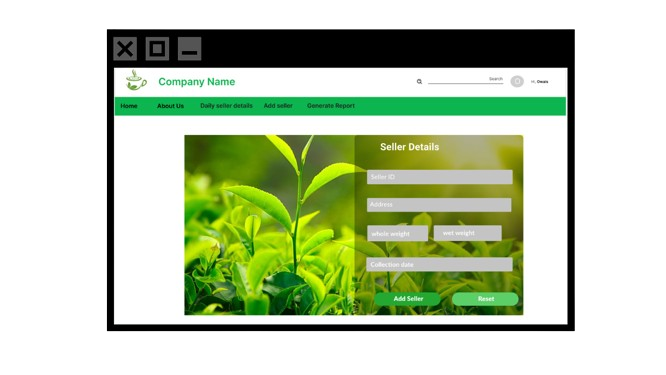 Company Name
Search
Hi, Owais
Home About Us Daily seller details Add seller Generate Report
Seller Details
Seller ID
Address
whole weight wet weight
Collection date
Add Seller Reset